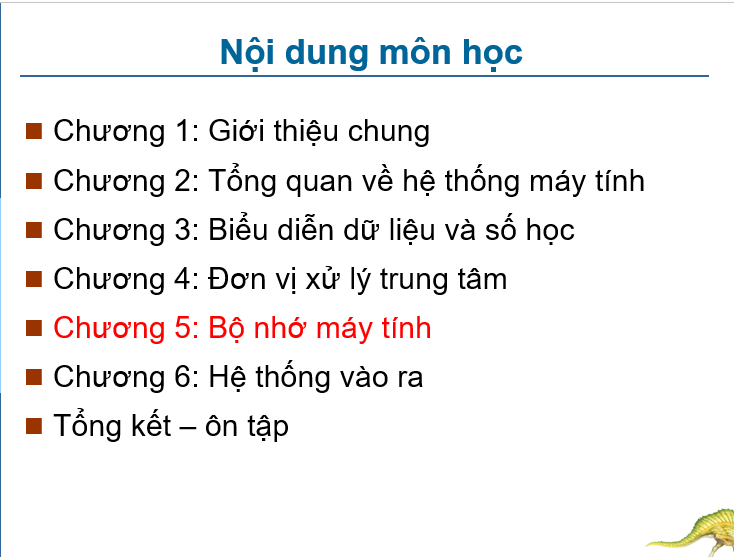 Nội dung môn học
Chương 1: Giới thiệu chung
Chương 2: Tổng quan về hệ thống máy tính
Chương 3: Biểu diễn dữ liệu và số học
Chương 4: Đơn vị xử lý trung tâm
Chương 5: Bộ nhớ máy tính
Chương 6: Hệ thống vào ra
Tổng kết – ôn tập